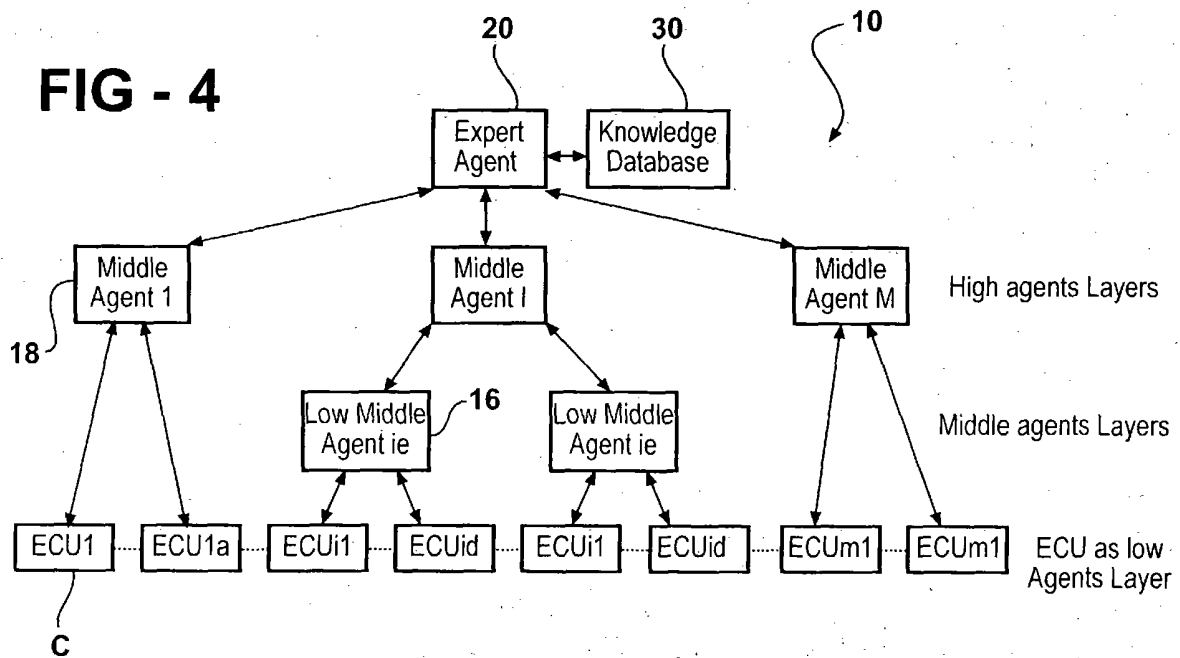 FIG - 4
20
30
10
Expert
Agent
Knowledge
Database
Middle
Agent 1
Middle
Agent I
Middle
Agent M
High agents Layers
18
Low Middle
Agent ie
16
Low Middle
Agent ie
Middle agents Layers
ECU1
ECU1a
ECUi1
ECUid
ECUi1
ECUid
ECUm1
ECUm1
ECU as low
Agents Layer
C